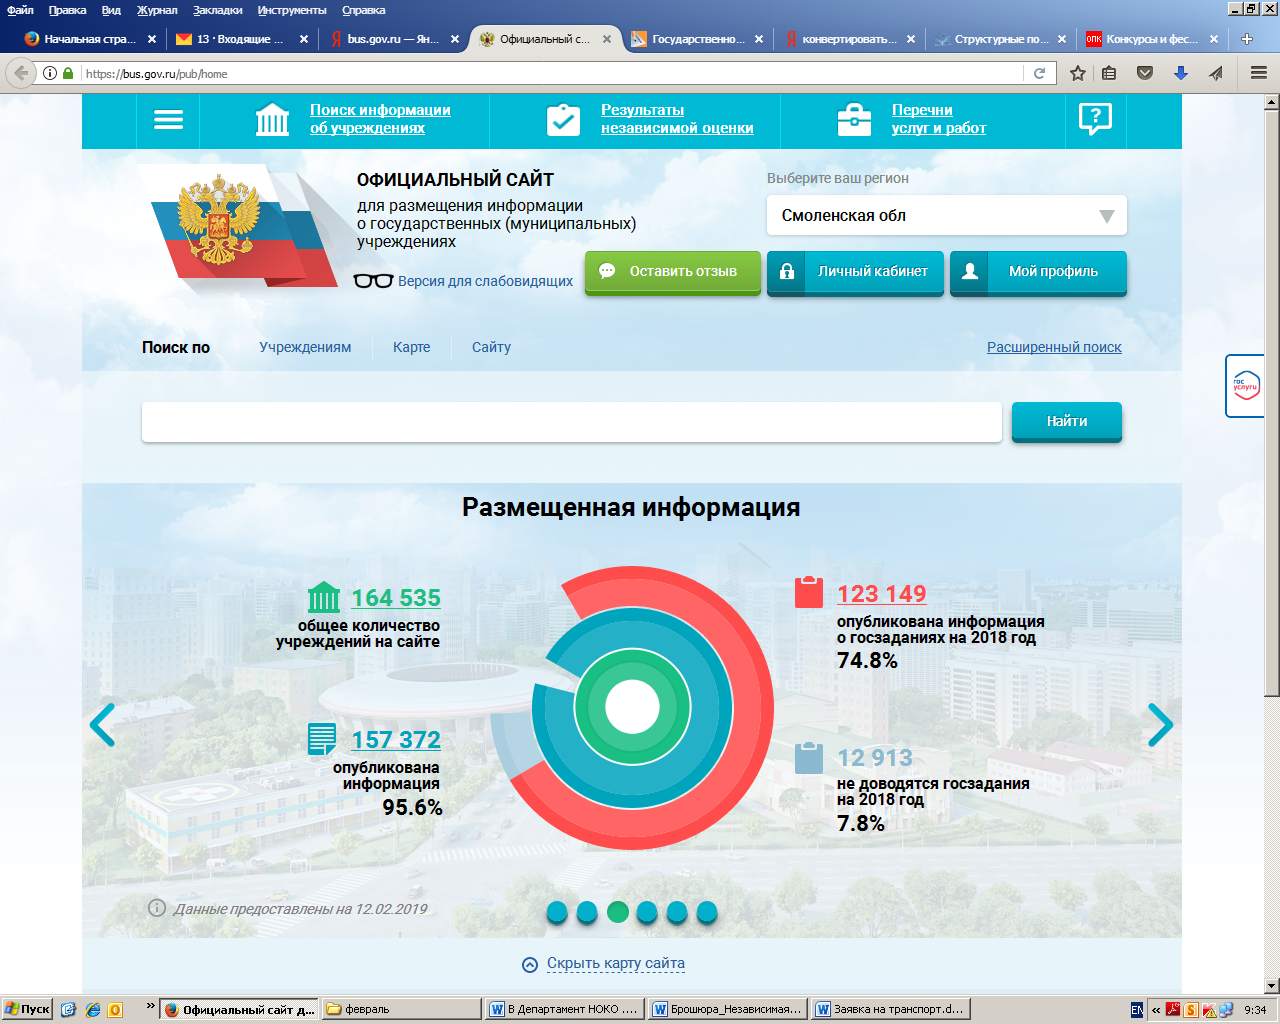 Файл Правка Вид Журнал Закладки Инструменты Справка
Начальная стра...
13 · Входящие ...
bus.gov.ru — Ян...
Официальный с...
Государственно...
конвертировать...
Структурные по...
ОПК Конкурсы и фес...
https://bus.gov.ru/pub/home
Поиск информации
об учреждениях
Результаты
независимой оценки
Перечни
услуг и работ
?
ОФИЦИАЛЬНЫЙ САЙТ
для размещения информации
о государственных (муниципальных)
учреждениях
Версия для слабовидящих
Выберите ваш регион
Смоленская обл
Оставить отзыв
Личный кабинет
Мой профиль
Поиск по
Учреждениям
Карте
Сайту
Расширенный поиск
гос
услуги
Найти
Размещенная информация
164 535
общее количество
учреждений на сайте
157 372
опубликована
информация
95.6%
123 149
опубликована информация
о госзаданиях на 2018 год
74.8%
12 913
не доводятся госзадания
на 2018 год
7.8%
Данные предоставлены на 12.02.2019
Скрыть карту сайта
Пуск
»
Официальный сайт д...
февраль
В Департамент НОКО ....
Брошюра_Независимая...
Заявка на транспорт.d...
EN
«
9:34